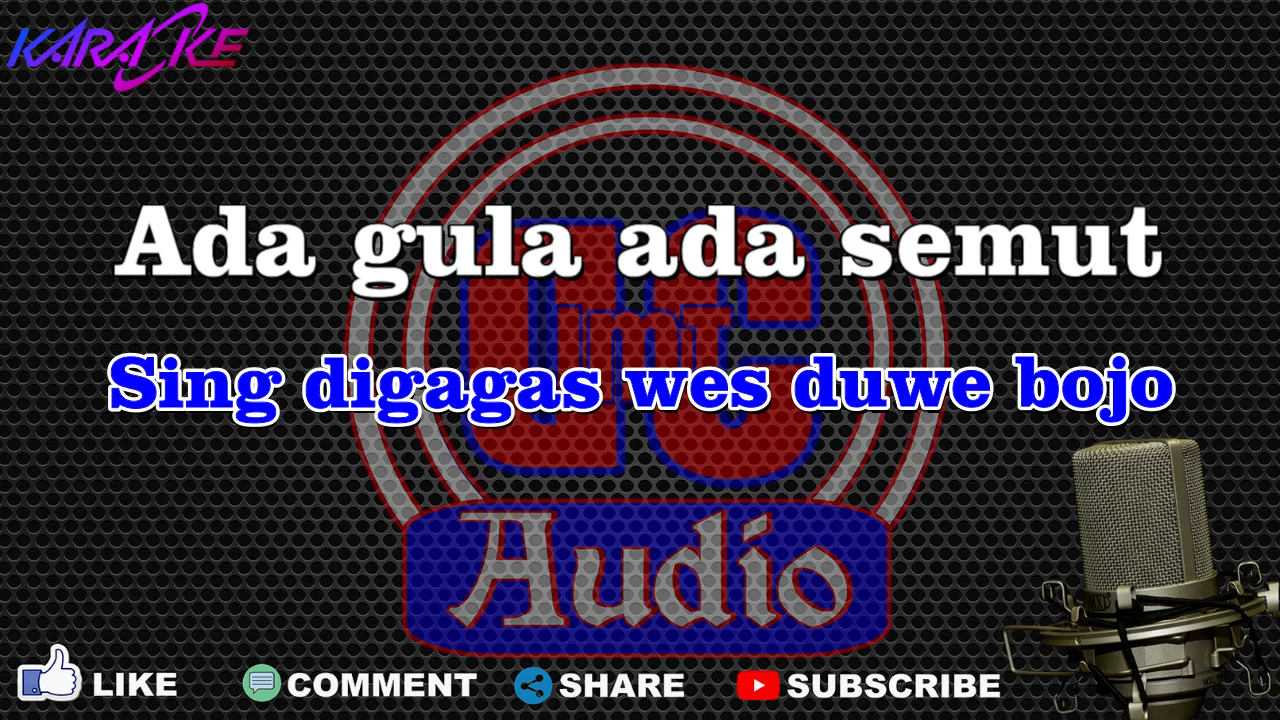 KARAOKE
Ada gula ada semut
Sing digagas wes duwe bojo
Audio
LIKE
COMMENT
SHARE
SUBSCRIBE